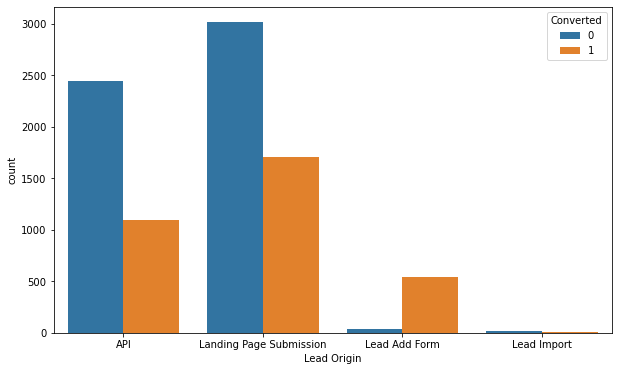 Converted
0
1
3000
2500
2000
1500
1000
500
0
count
API Landing Page Submission Lead Add Form Lead Import
Lead Origin